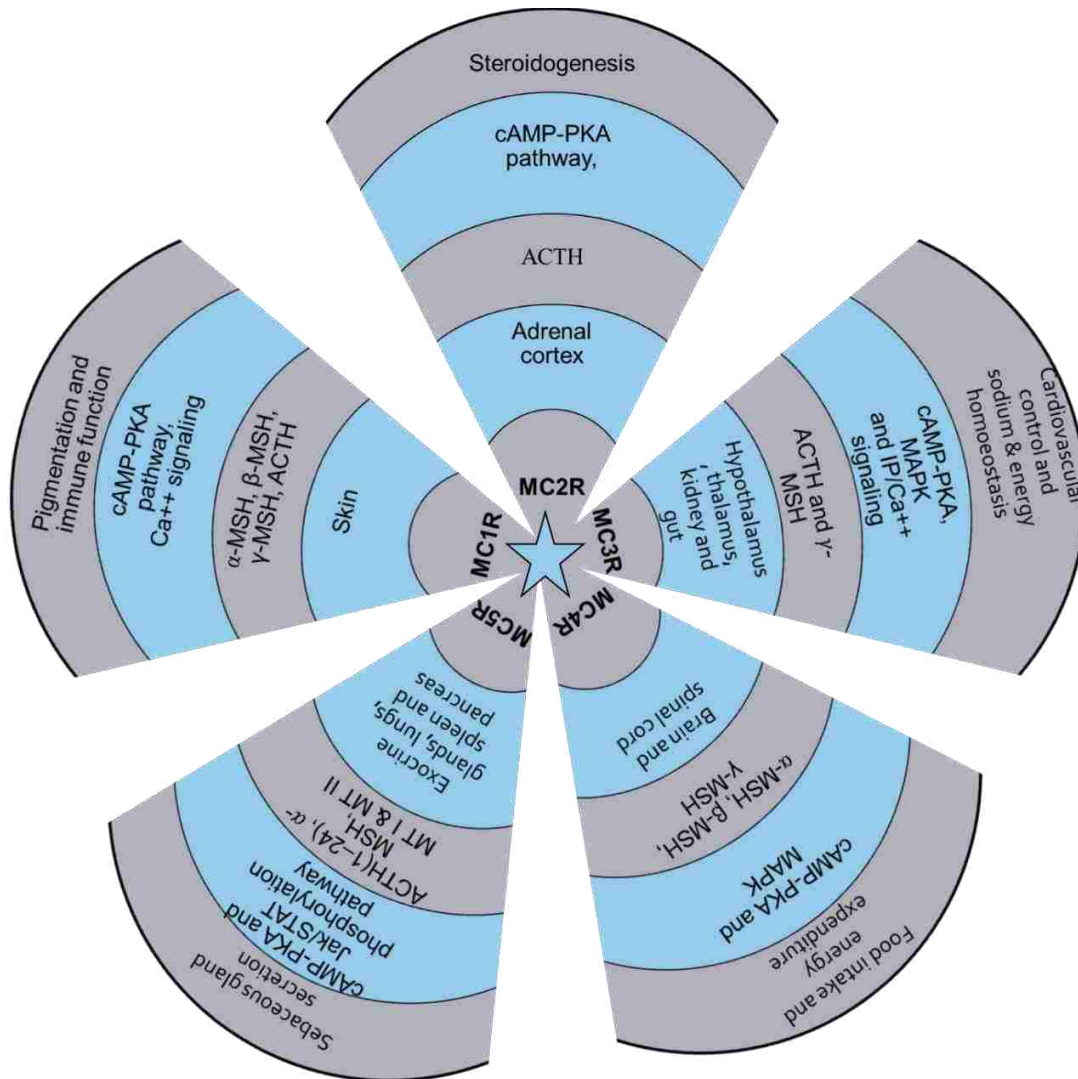 Steroidogenesis
cAMP-PKA
pathway,
ACTH
Adrenal
cortex
MC2R
Cardiovascular
control and
sodium & energy
homoeostasis
cAMP-PKA,
MAPK
and IP/Ca++
signaling
ACTH and γ-
MSH
Hypothalamus
, thalamus,
kidney and
gut
MC3R
MC4R
Brain and
spinal cord
α-MSH, β-MSH,
γ-MSH
cAMP-PKA and
MAPK
Food intake and
energy
expenditure
MC5R
Exocrine
glands, lungs,
spleen and
pancreas
ACTH(1–24), α-
MSH,
MT I & MT II
cAMP-PKA and
Jak/STAT
phosphorylation
pathway
Sebaceous gland
secretion
MC1R
Skin
α-MSH, β-MSH,
γ-MSH, ACTH
cAMP-PKA
pathway,
Ca++ signaling
Pigmentation and
immune function